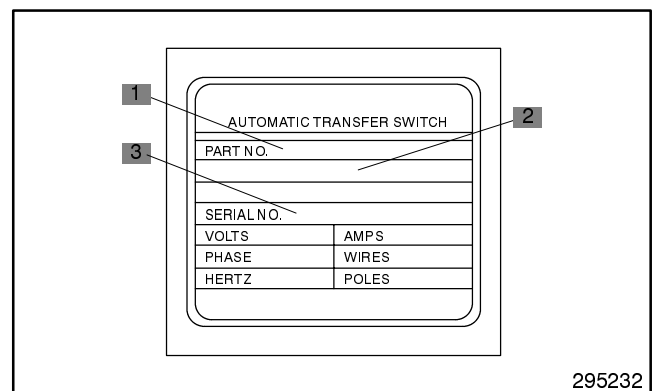 1
AUTOMATIC TRANSFER SWITCH
2
PART NO.
3
SERIAL NO.
VOLTS AMPS
PHASE WIRES
HERTZ POLES
295232